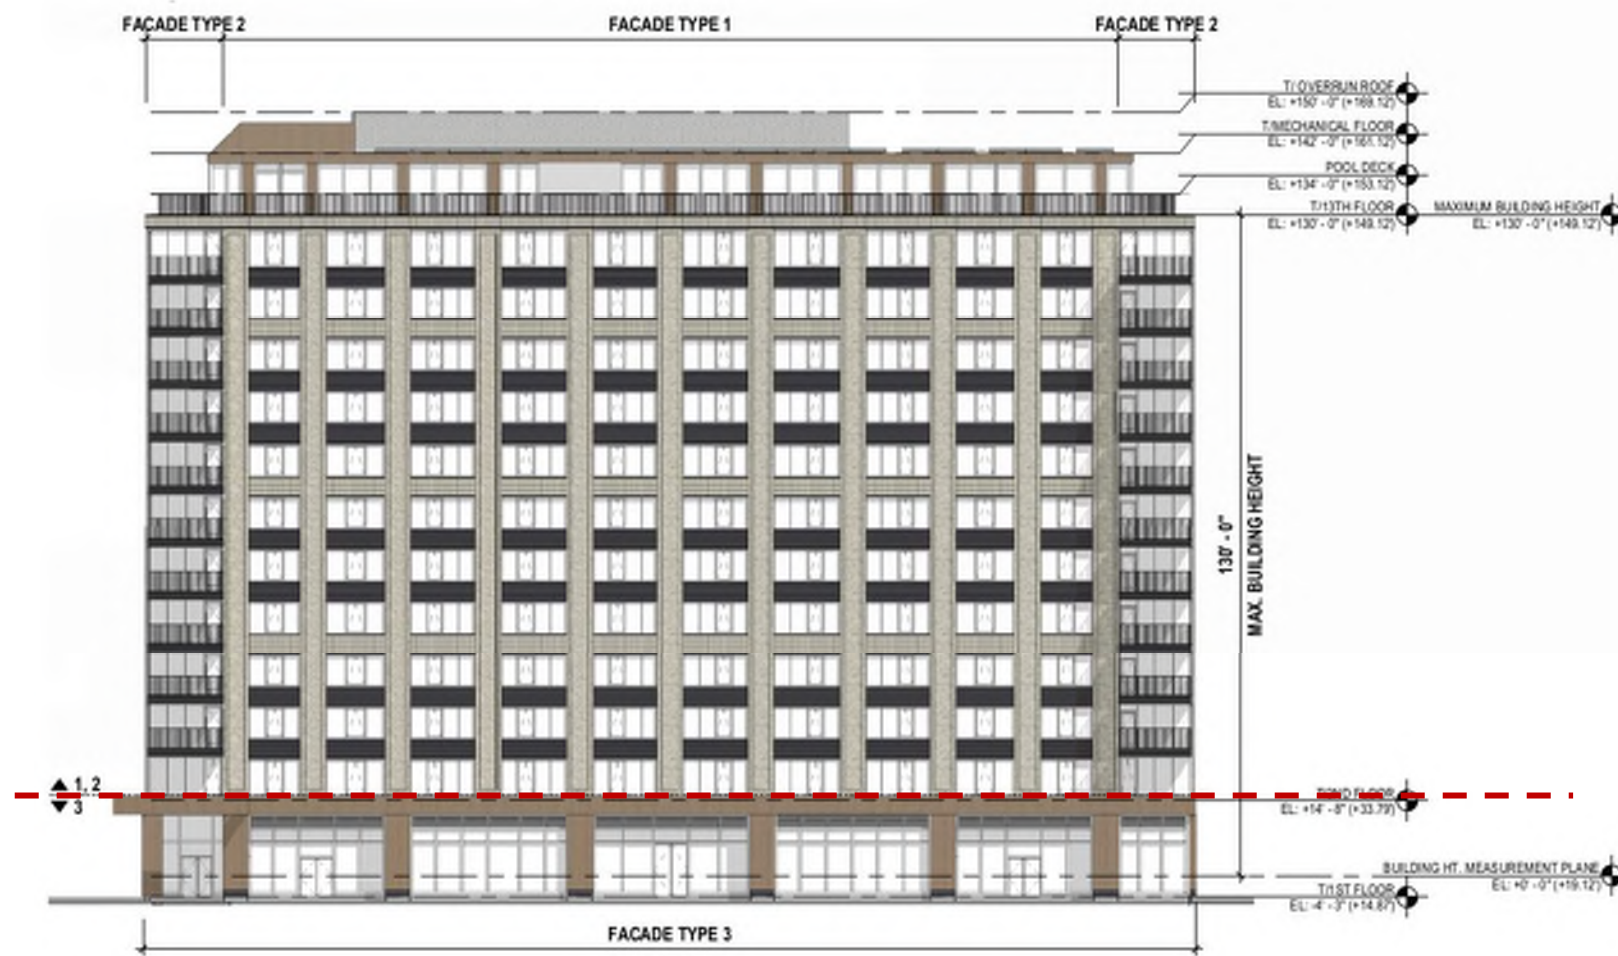 FACADE TYPE 2
FACADE TYPE 1
FACADE TYPE 2
T/ OVERRUN ROOF
EL: +150' - 0" (+169.12')
T/MECHANICAL FLOOR
EL: +142' - 0" (+161.12')
POOL DECK
EL: +134' - 0" (+153.12')
T/13TH FLOOR
EL: +130' - 0" (+149.12')
MAXIMUM BUILDING HEIGHT
EL: +130' - 0" (+149.12')
130' - 0"
MAX. BUILDING HEIGHT
1, 2
3
FLOOR
EL: +14' - 8" (+33.79')
BUILDING HT. MEASUREMENT PLANE
EL: +0' - 0" (+19.12')
T/1ST FLOOR
EL: -4' - 3" (+14.87')
FACADE TYPE 3